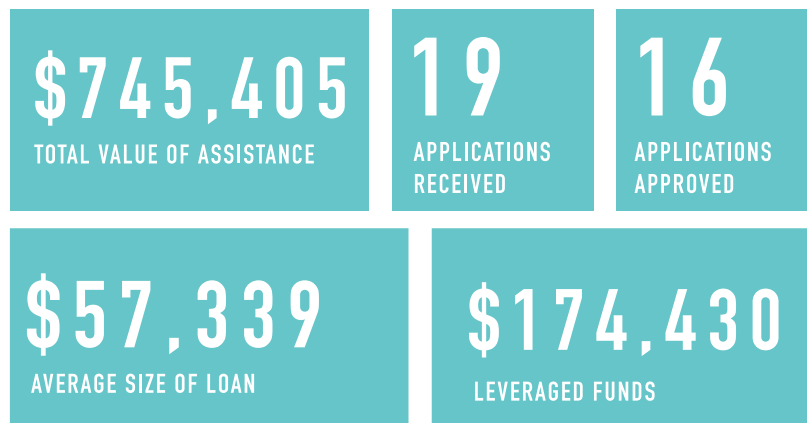 $745,405
TOTAL VALUE OF ASSISTANCE
19
APPLICATIONS
RECEIVED
16
APPLICATIONS
APPROVED
$57,339
AVERAGE SIZE OF LOAN
$174,430
LEVERAGED FUNDS